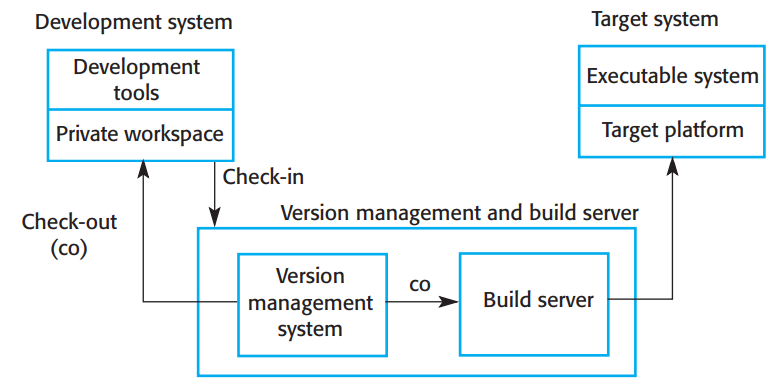 Development system
Target system
Development
tools
Private workspace
Executable system
Target platform
Check-in
Check-out
(co)
Version management and build server
Version
management
system
co
Build server